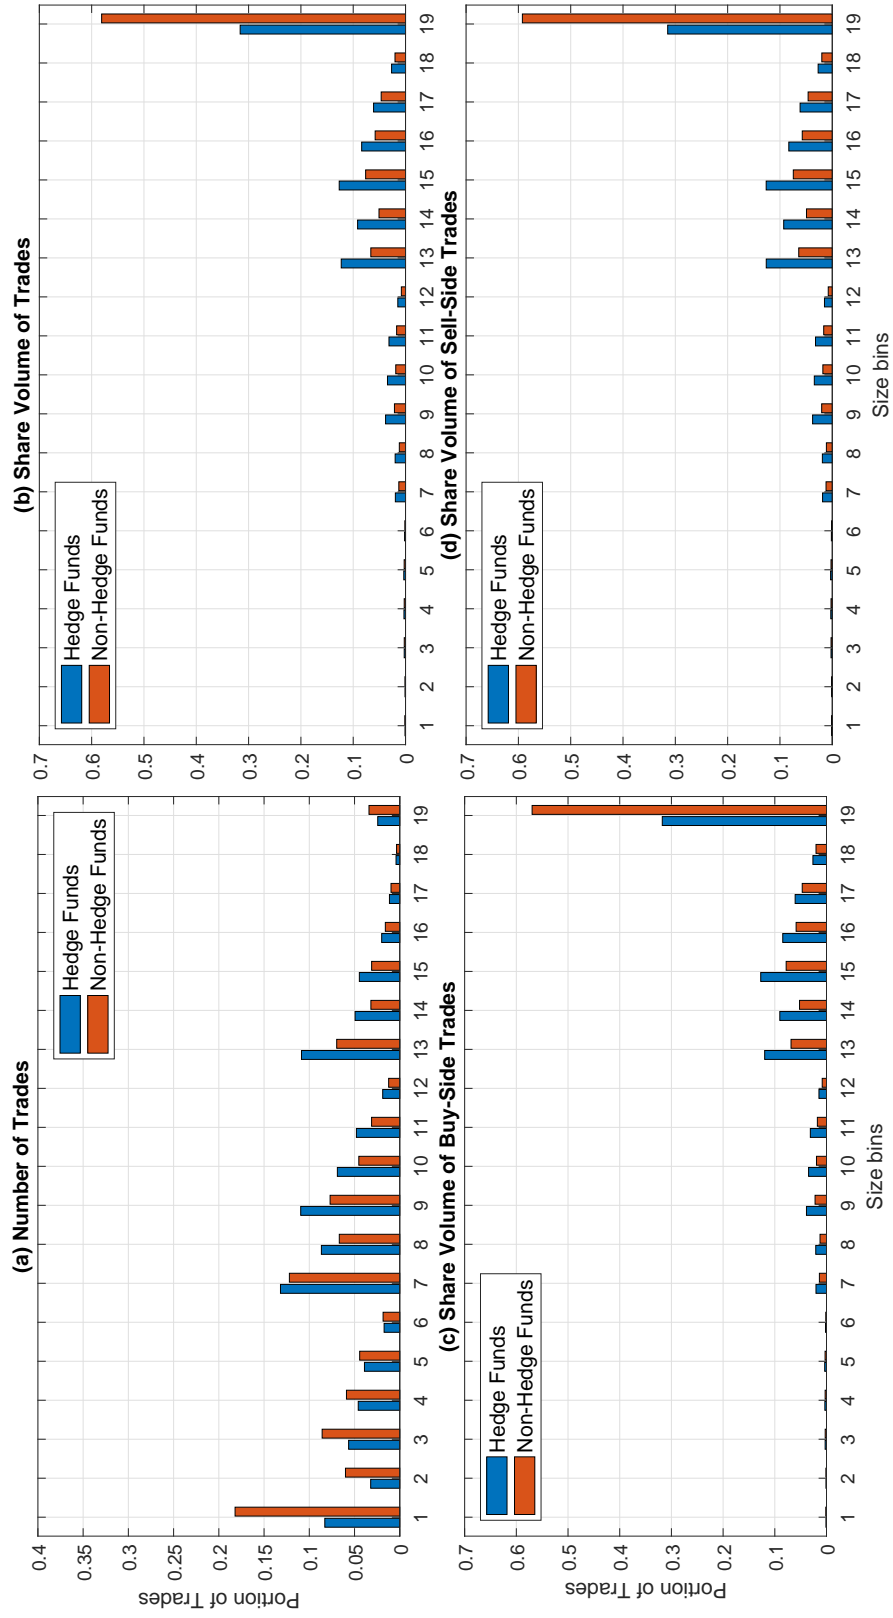 (a) Number of Trades
Portion of Trades
0.4
0.35
0.3
0.25
0.2
0.15
0.1
0.05
0
Hedge Funds
Non-Hedge Funds
1 2 3 4 5 6 7 8 9 10 11 12 13 14 15 16 17 18 19
(b) Share Volume of Trades
0.7
0.6
0.5
0.4
0.3
0.2
0.1
0
Hedge Funds
Non-Hedge Funds
1 2 3 4 5 6 7 8 9 10 11 12 13 14 15 16 17 18 19
(c) Share Volume of Buy-Side Trades
Portion of Trades
0.7
0.6
0.5
0.4
0.3
0.2
0.1
0
Hedge Funds
Non-Hedge Funds
1 2 3 4 5 6 7 8 9 10 11 12 13 14 15 16 17 18 19
Size bins
(d) Share Volume of Sell-Side Trades
0.7
0.6
0.5
0.4
0.3
0.2
0.1
0
Hedge Funds
Non-Hedge Funds
1 2 3 4 5 6 7 8 9 10 11 12 13 14 15 16 17 18 19
Size bins